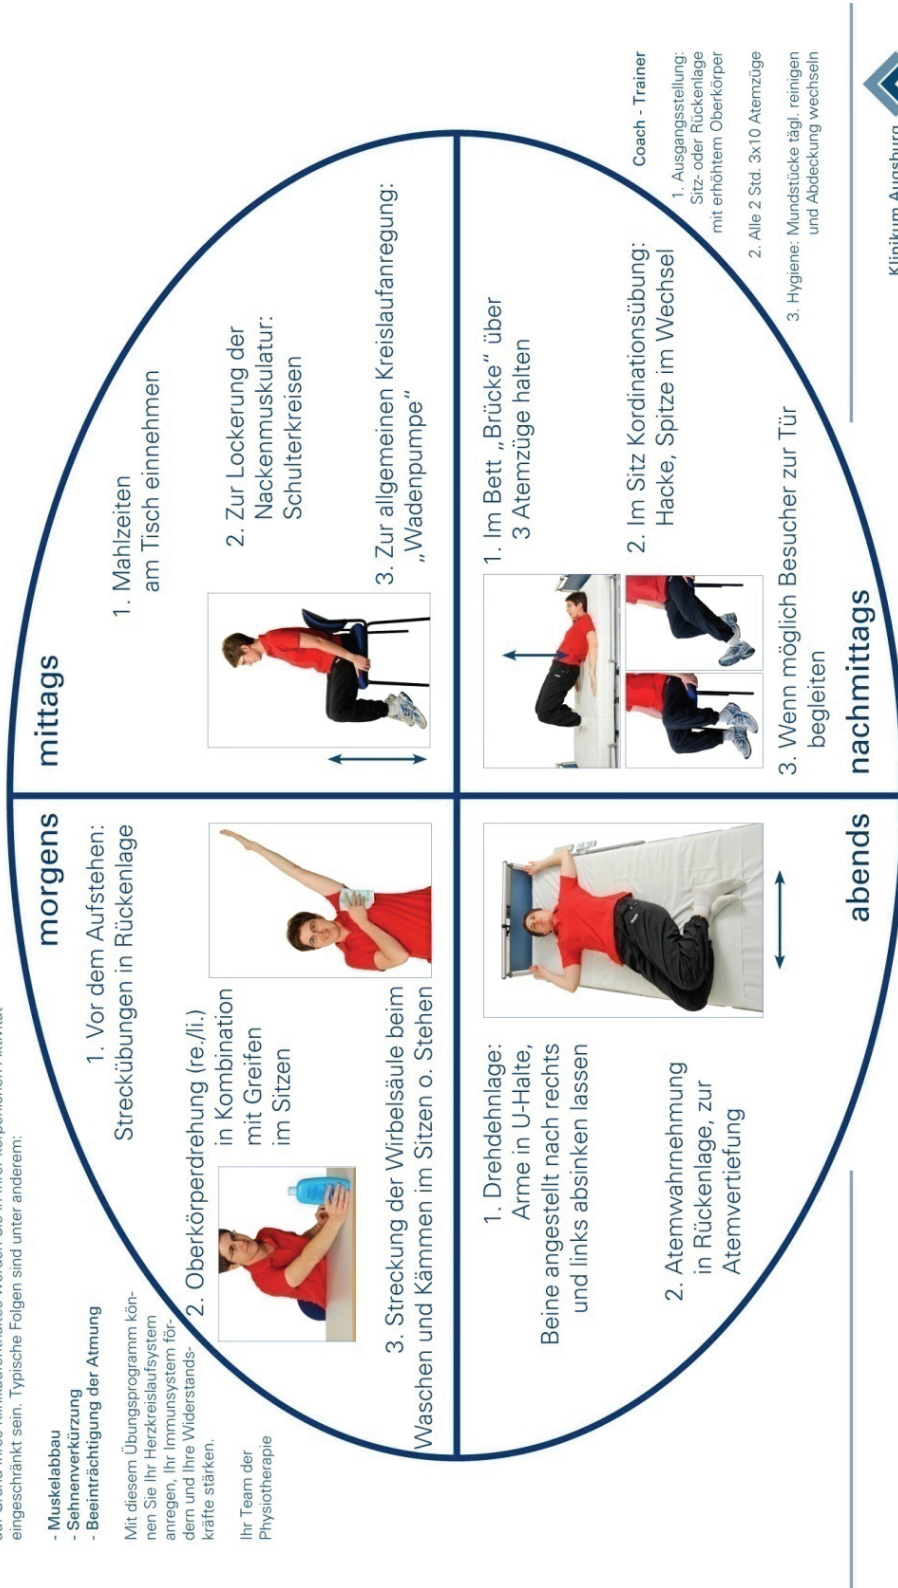 eingeschränkt sein. Typische Folgen sind unter anderem:
- Muskelabbau
- Sehnenverkürzung
- Beeinträchtigung der Atmung
Mit diesem Übungsprogramm kön-
nen Sie Ihr Herzkreislaufsystem
anregen, Ihr Immunsystem för-
dern und Ihre Widerstands-
kräfte stärken.
Ihr Team der
Physiotherapie
morgens
1. Vor dem Aufstehen:
Streckübungen in Rückenlage
2. Oberkörperdrehung (re./li.)
in Kombination
mit Greifen
im Sitzen
3. Streckung der Wirbelsäule beim
Waschen und Kämmen im Sitzen o. Stehen
mittags
1. Mahlzeiten
am Tisch einnehmen
2. Zur Lockerung der
Nackenmuskulatur:
Schulterkreisen
3. Zur allgemeinen Kreislaufanregung:
„Wadenpumpe“
1. Drehdehnlage:
Arme in U-Halte,
Beine angestellt nach rechts
und links absinken lassen
2. Atemwahrnehmung
in Rückenlage, zur
Atemvertiefung
abends
1. Im Bett „Brücke“ über
3 Atemzüge halten
2. Im Sitz Kordinationsübung:
Hacke, Spitze im Wechsel
3. Wenn möglich Besucher zur Tür
begleiten
nachmittags
Coach - Trainer
1. Ausgangsstellung:
Sitz- oder Rückenlage
mit erhöhtem Oberkörper
2. Alle 2 Std. 3x10 Atemzüge
3. Hygiene: Mundstücke tägl. reinigen
und Abdeckung wechseln
Klinikum Augsburg